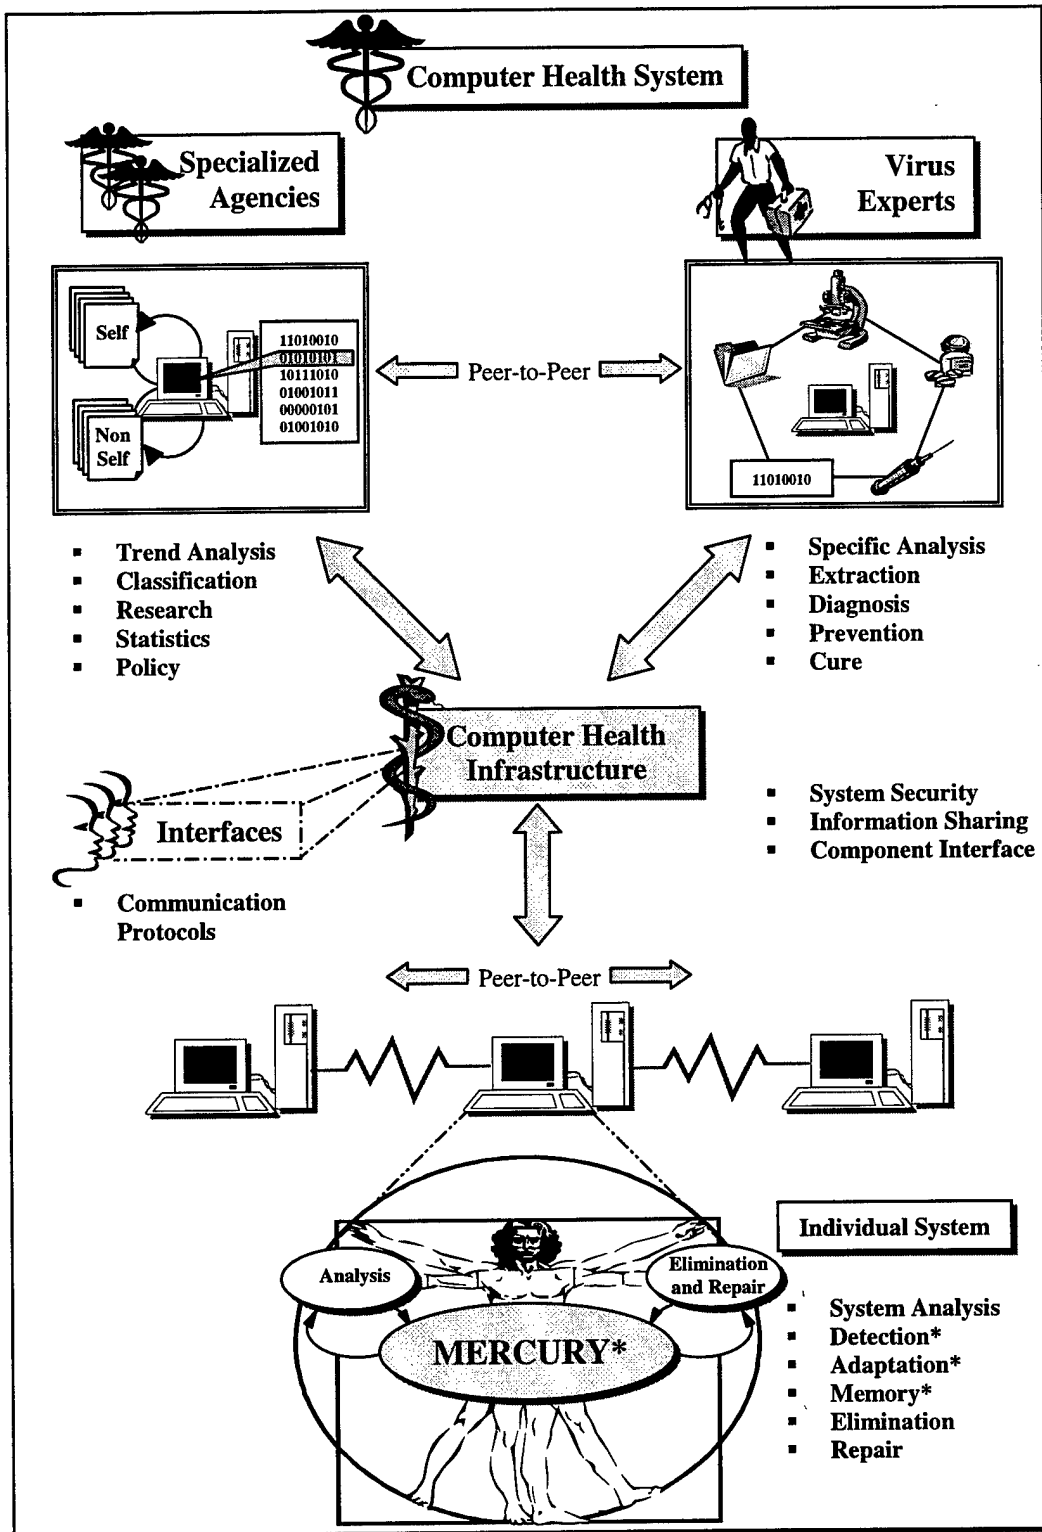 Computer Health System
Specialized
Agencies
Virus
Experts
Self
Non
Self
11010010
01010101
10111010
01001011
00000101
01001010
Peer-to-Peer
11010010
▪ Trend Analysis
▪ Classification
▪ Research
▪ Statistics
▪ Policy
▪ Specific Analysis
▪ Extraction
▪ Diagnosis
▪ Prevention
▪ Cure
Computer Health
Infrastructure
Interfaces
▪ Communication
Protocols
▪ System Security
▪ Information Sharing
▪ Component Interface
Peer-to-Peer
Individual System
Analysis
Elimination
and Repair
MERCURY*
▪ System Analysis
▪ Detection*
▪ Adaptation*
▪ Memory*
▪ Elimination
▪ Repair